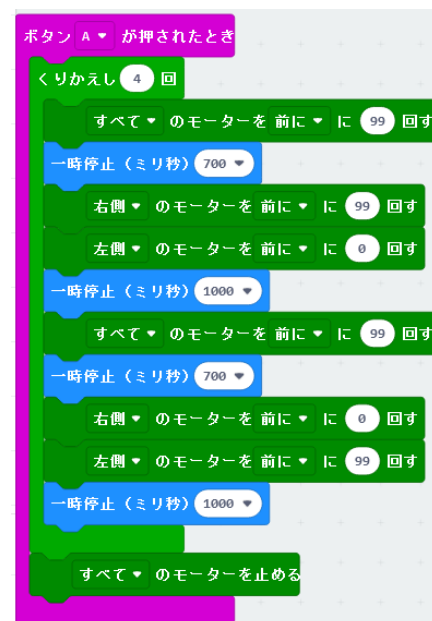 ボタン A が押されたとき
くりかえし 4 回
すべて のモーターを 前に に 99 回す
一時停止（ミリ秒） 700
右側 のモーターを 前に に 99 回す
左側 のモーターを 前に に 0 回す
一時停止（ミリ秒） 1000
すべて のモーターを 前に に 99 回す
一時停止（ミリ秒） 700
右側 のモーターを 前に に 0 回す
左側 のモーターを 前に に 99 回す
一時停止（ミリ秒） 1000
すべて のモーターを止める